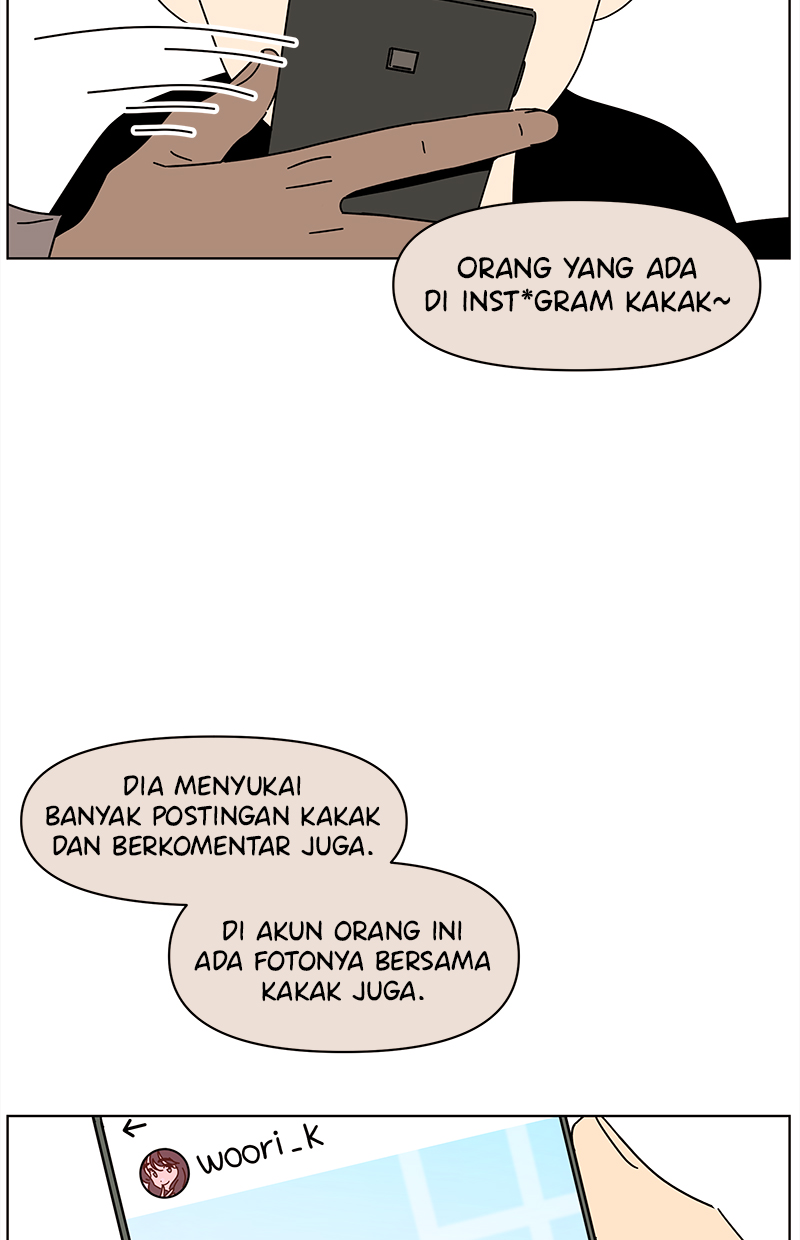 ORANG YANG ADA
DI INST*GRAM KAKAK~
DIA MENYUKAI
BANYAK POSTINGAN KAKAK
DAN BERKOMENTAR JUGA.
DI AKUN ORANG INI
ADA FOTONYA BERSAMA
KAKAK JUGA.
← woori_k